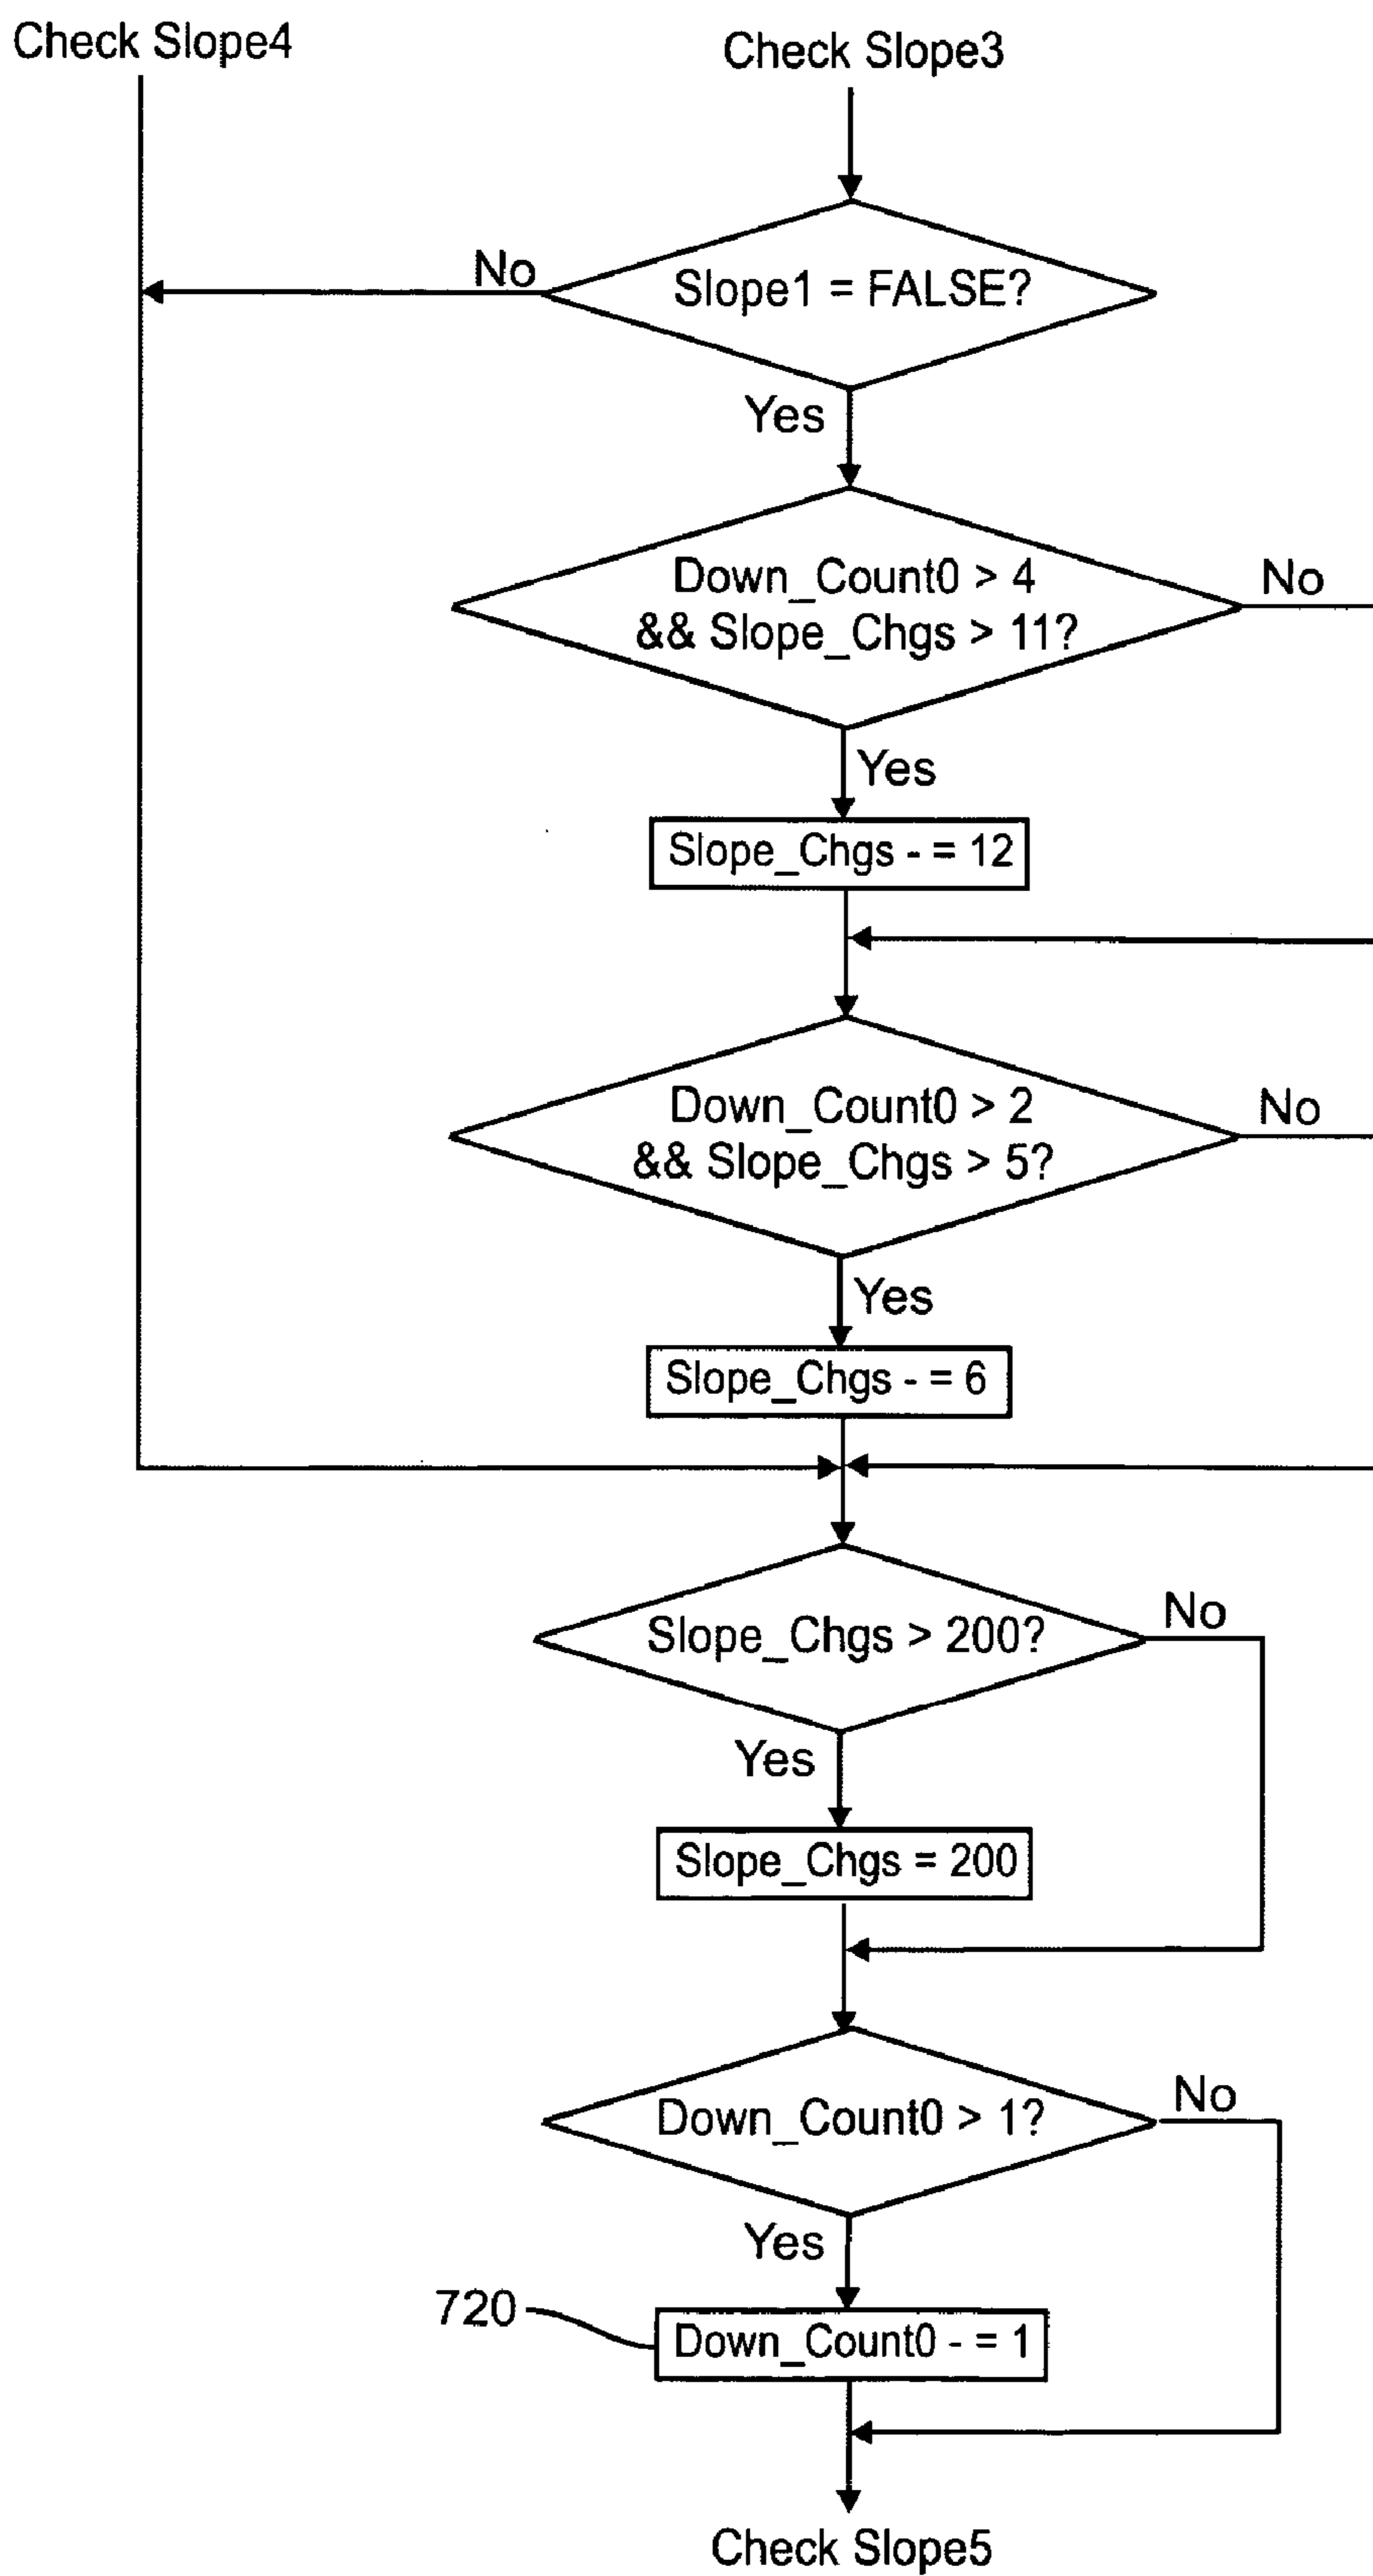 Check Slope4
Check Slope3
No
Slope1 = FALSE?
Yes
Down_Count0 > 4
&& Slope_Chgs > 11?
No
Yes
Slope_Chgs - = 12
Down_Count0 > 2
&& Slope_Chgs > 5?
No
Yes
Slope_Chgs - = 6
Slope_Chgs > 200?
No
Yes
Slope_Chgs = 200
Down_Count0 > 1?
No
Yes
720
Down_Count0 - = 1
Check Slope5